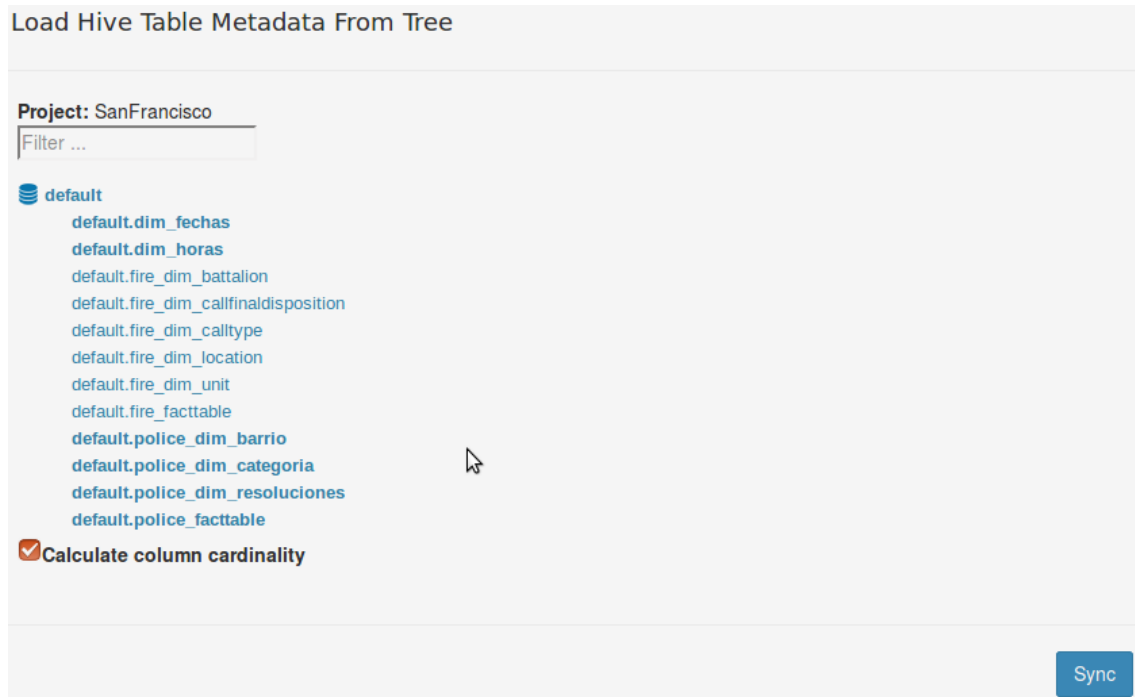 Load Hive Table Metadata From Tree
Project: SanFrancisco
Filter ...
default
default.dim_fechas
default.dim_horas
default.fire_dim_battalion
default.fire_dim_callfinaldisposition
default.fire_dim_calltype
default.fire_dim_location
default.fire_dim_unit
default.fire_facttable
default.police_dim_barrio
default.police_dim_categoria
default.police_dim_resoluciones
default.police_facttable
Calculate column cardinality
Sync